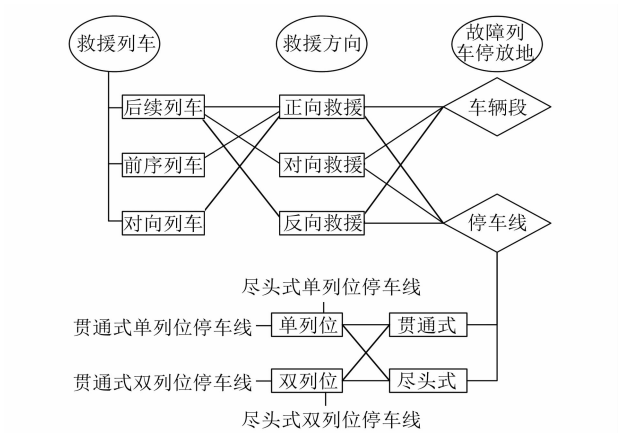 救援列车
救援方向
故障列
车停放地
后续列车
正向救援
车辆段
前序列车
对向救援
对向列车
反向救援
停车线
尽头式单列位停车线
贯通式单列位停车线
单列位
贯通式
贯通式双列位停车线
双列位
尽头式
尽头式双列位停车线